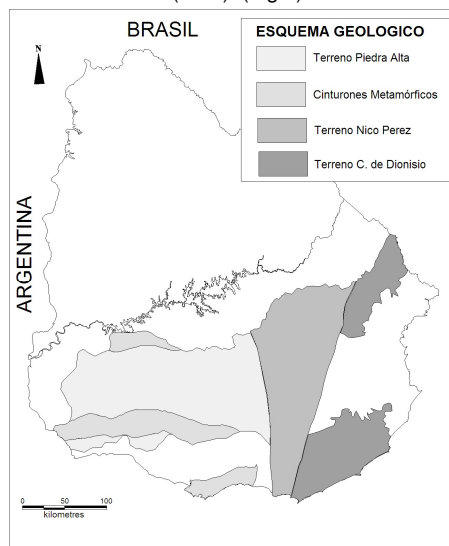 BRASIL
ESQUEMA GEOLOGICO
N
Terreno Piedra Alta
Cinturones Metamórficos
Terreno Nico Perez
Terreno C. de Dionisio
ARGENTINA
0 50 100
kilometres